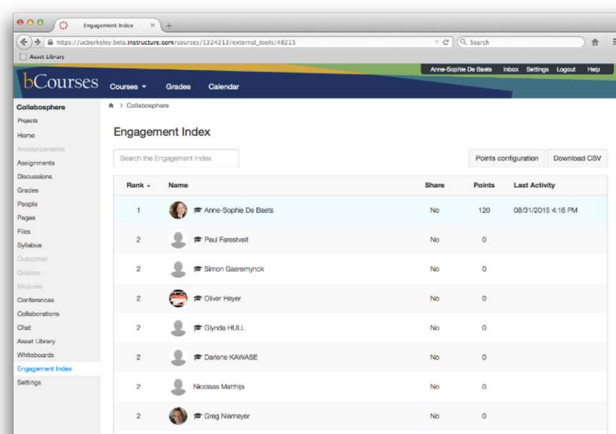 Engagement Index
https://ucberkeley.beta.instructure.com/courses/1324213/external_tools/48215
Search
Asset Library
Anne-Sophie De Baets Inbox Settings Logout Help
bCourses Courses Grades Calendar
Collabosphere
> Collabosphere
Projects
Home
Announcements
Assignments
Discussions
Grades
People
Pages
Files
Syllabus
Outcomes
Quizzes
Modules
Conferences
Collaborations
Chat
Asset Library
Whiteboards
Engagement Index
Settings
Engagement Index
Search the Engagement Index
Points configuration Download CSV
Rank Name Share Points Last Activity
1 Anne-Sophie De Baets No 120 08/31/2015 4:16 PM
2 Paul Farestveit No 0
2 Simon Gaeremynck No 0
2 Oliver Heyer No 0
2 Glynda HULL No 0
2 Darlene KAWASE No 0
2 Nicolaas Matthijs No 0
2 Greg Niemeyer No 0